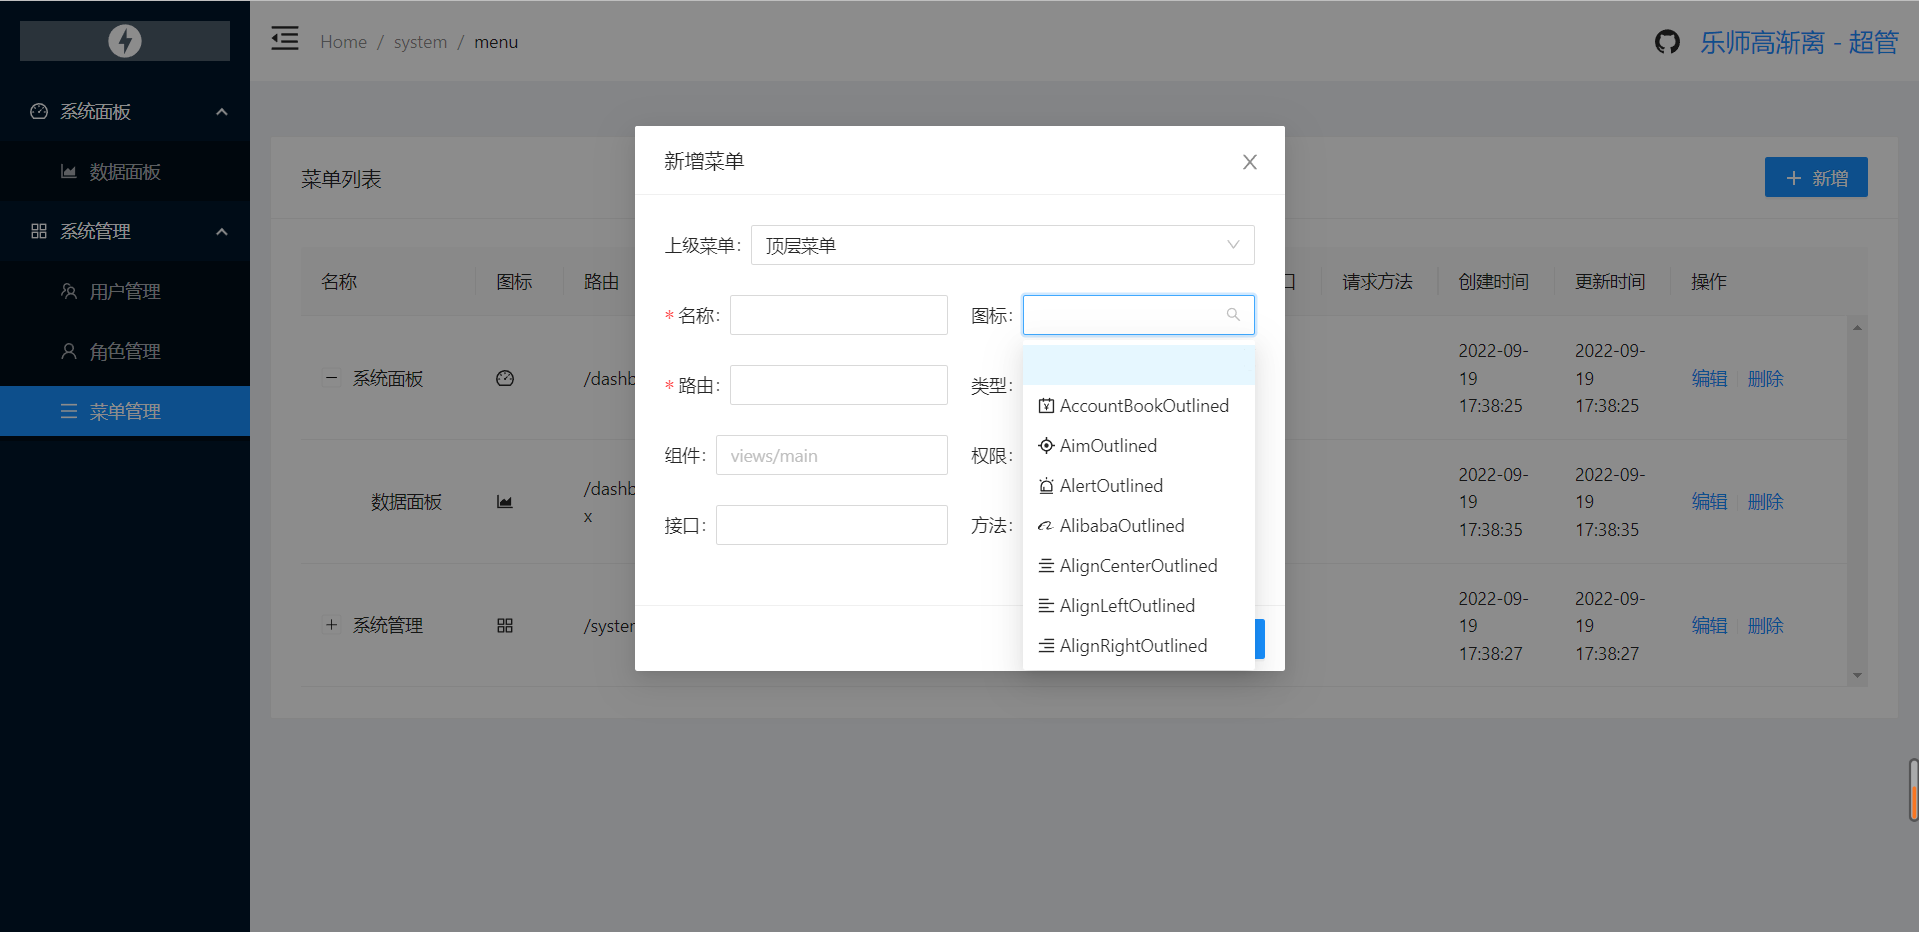 Home / system / menu
乐师高渐离 - 超管
系统面板
数据面板
系统管理
用户管理
角色管理
菜单管理
菜单列表
新增
名称 图标 路由 口 请求方法 创建时间 更新时间 操作
系统面板 /dashb 2022-09-19 17:38:25 2022-09-19 17:38:25 编辑 删除
数据面板 /dashb x 2022-09-19 17:38:35 2022-09-19 17:38:35 编辑 删除
系统管理 /syster 2022-09-19 17:38:27 2022-09-19 17:38:27 编辑 删除
新增菜单
上级菜单: 顶层菜单
* 名称: 图标:
* 路由: 类型:
组件: views/main 权限:
接口: 方法:
AccountBookOutlined
AimOutlined
AlertOutlined
AlibabaOutlined
AlignCenterOutlined
AlignLeftOutlined
AlignRightOutlined